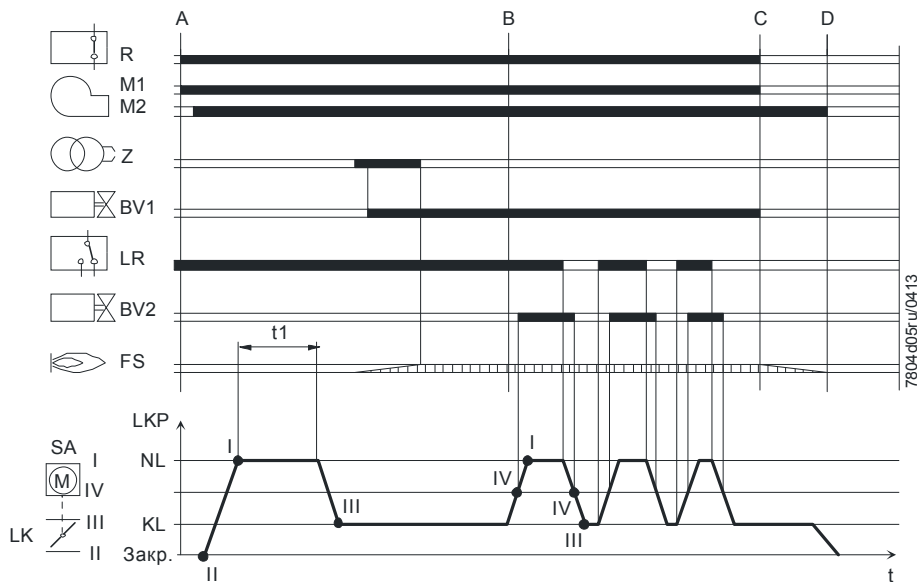 A B C D
R
M1
M2
Z
BV1
LR
BV2
t1
FS
7804d05ru/0413
LKP
SA
I
I
I
NL
M
IV
IV
IV
III
III
III
KL
LK
II
Закр.
II
t